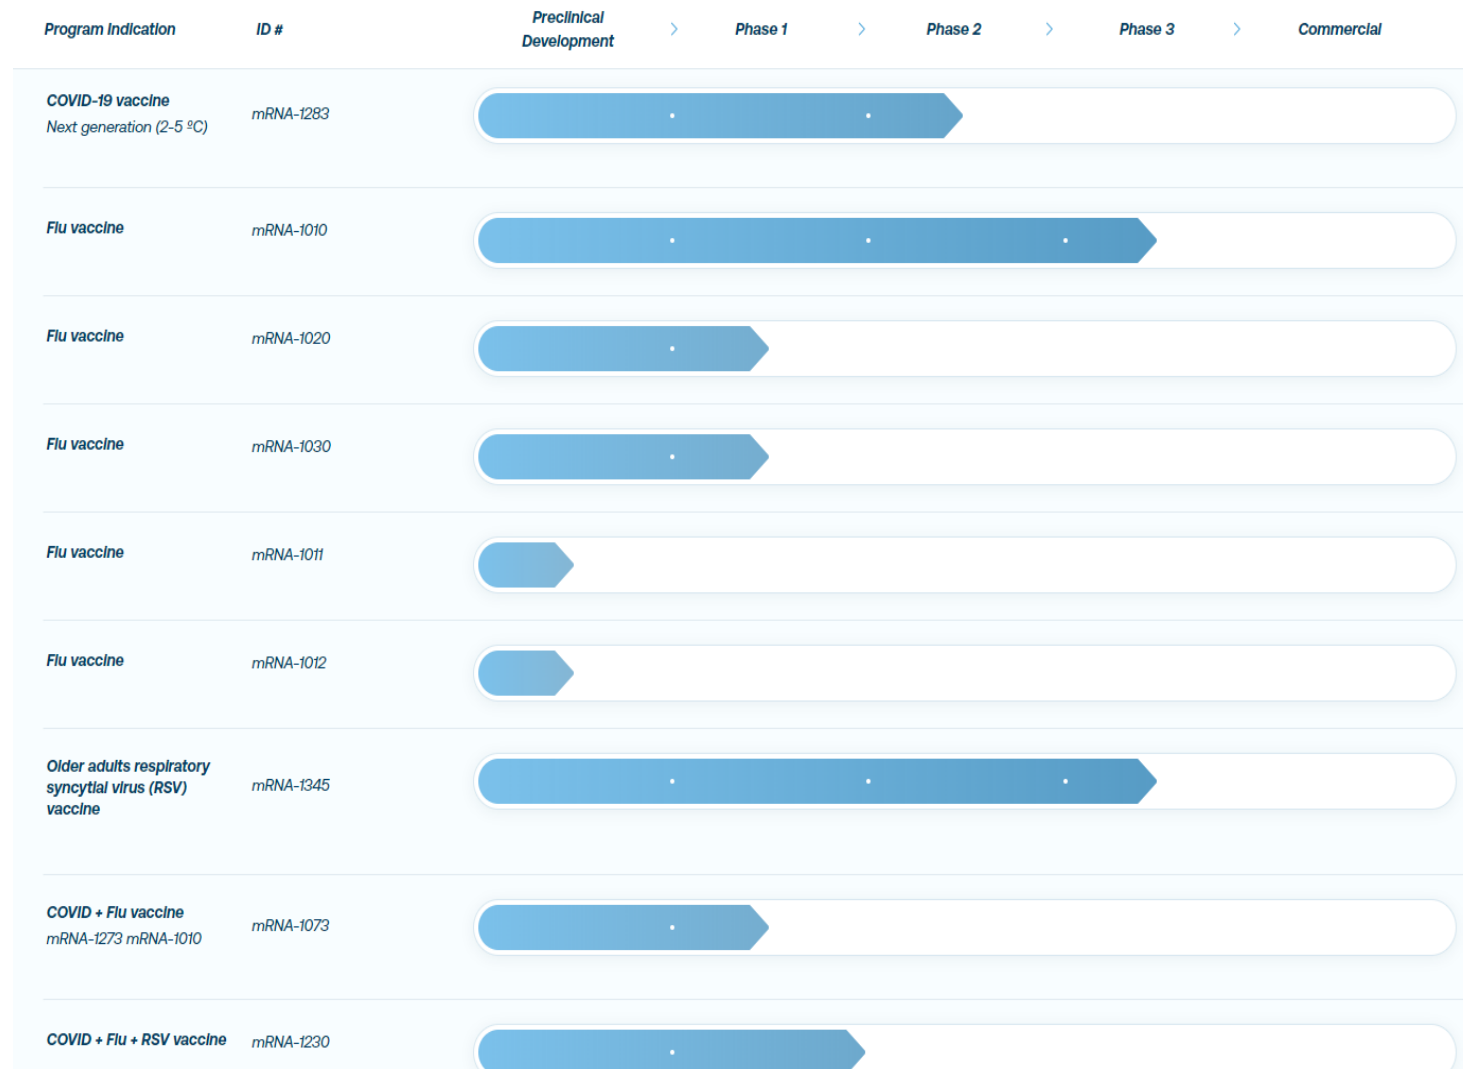 Program Indication
ID #
Preclinical
Development
Phase 1
Phase 2
Phase 3
Commercial
COVID-19 vaccine
Next generation (2-5 ºC)
mRNA-1283
Flu vaccine
mRNA-1010
Flu vaccine
mRNA-1020
Flu vaccine
mRNA-1030
Flu vaccine
mRNA-1011
Flu vaccine
mRNA-1012
Older adults respiratory
syncytial virus (RSV)
vaccine
mRNA-1345
COVID + Flu vaccine
mRNA-1273 mRNA-1010
mRNA-1073
COVID + Flu + RSV vaccine
mRNA-1230